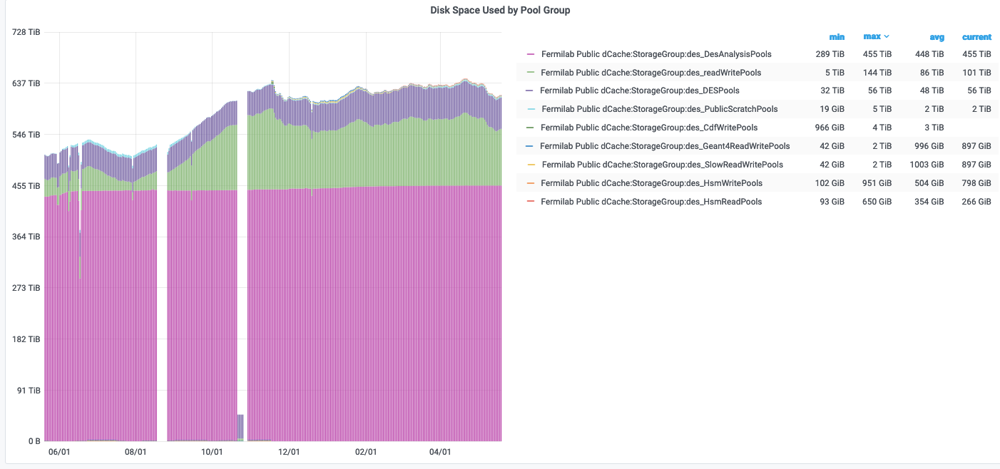 Disk Space Used by Pool Group
728 TiB
637 TiB
546 TiB
455 TiB
364 TiB
273 TiB
182 TiB
91 TiB
0 B
06/01 08/01 10/01 12/01 02/01 04/01
min max avg current
Fermilab Public dCache:StorageGroup:des_DesAnalysisPools 289 TiB 455 TiB 448 TiB 455 TiB
Fermilab Public dCache:StorageGroup:des_readWritePools 5 TiB 144 TiB 86 TiB 101 TiB
Fermilab Public dCache:StorageGroup:des_DESPools 32 TiB 56 TiB 48 TiB 56 TiB
Fermilab Public dCache:StorageGroup:des_PublicScratchPools 19 GiB 5 TiB 2 TiB 2 TiB
Fermilab Public dCache:StorageGroup:des_CdfWritePools 966 GiB 4 TiB 3 TiB
Fermilab Public dCache:StorageGroup:des_Geant4ReadWritePools 42 GiB 2 TiB 996 GiB 897 GiB
Fermilab Public dCache:StorageGroup:des_SlowReadWritePools 42 GiB 2 TiB 1003 GiB 897 GiB
Fermilab Public dCache:StorageGroup:des_HsmWritePools 102 GiB 951 GiB 504 GiB 798 GiB
Fermilab Public dCache:StorageGroup:des_HsmReadPools 93 GiB 650 GiB 354 GiB 266 GiB